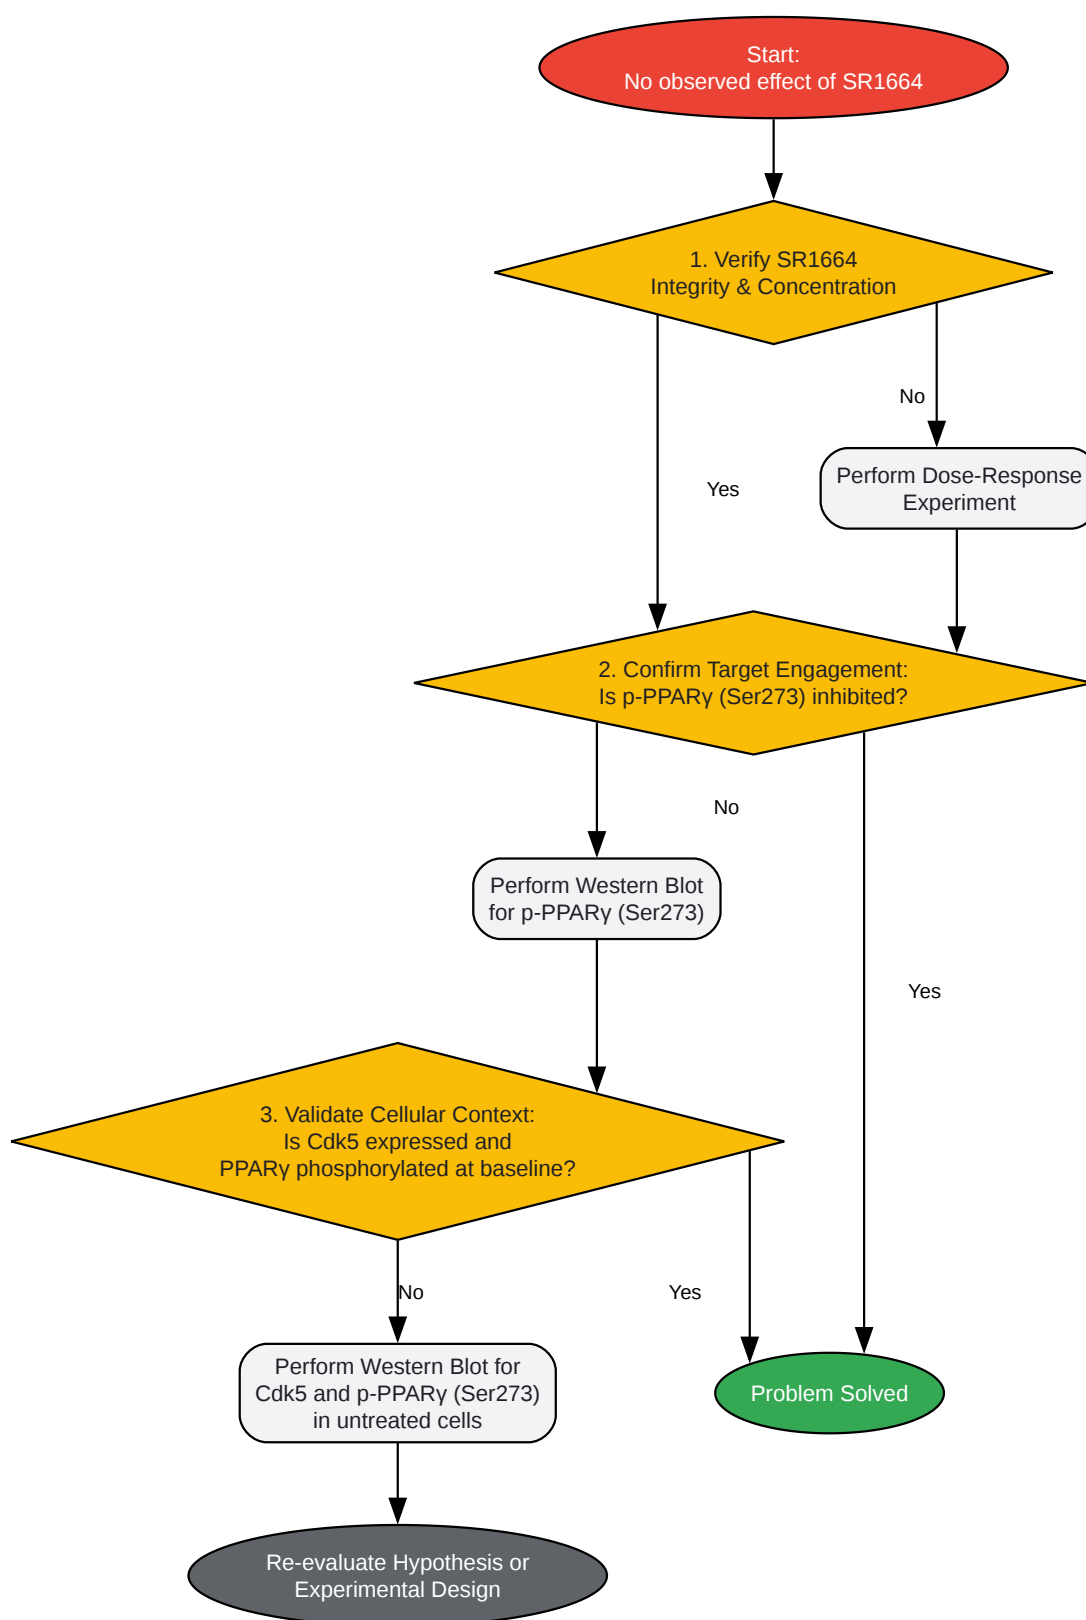 Start:
No observed effect of SR1664
1. Verify SR1664
Integrity & Concentration
No
Perform Dose-Response
Experiment
Yes
2. Confirm Target Engagement:
Is p-PPARγ (Ser273) inhibited?
No
Perform Western Blot
for p-PPARγ (Ser273)
Yes
3. Validate Cellular Context:
Is Cdk5 expressed and
PPARγ phosphorylated at baseline?
No
Yes
Perform Western Blot for
Cdk5 and p-PPARγ (Ser273)
in untreated cells
Problem Solved
Re-evaluate Hypothesis or
Experimental Design